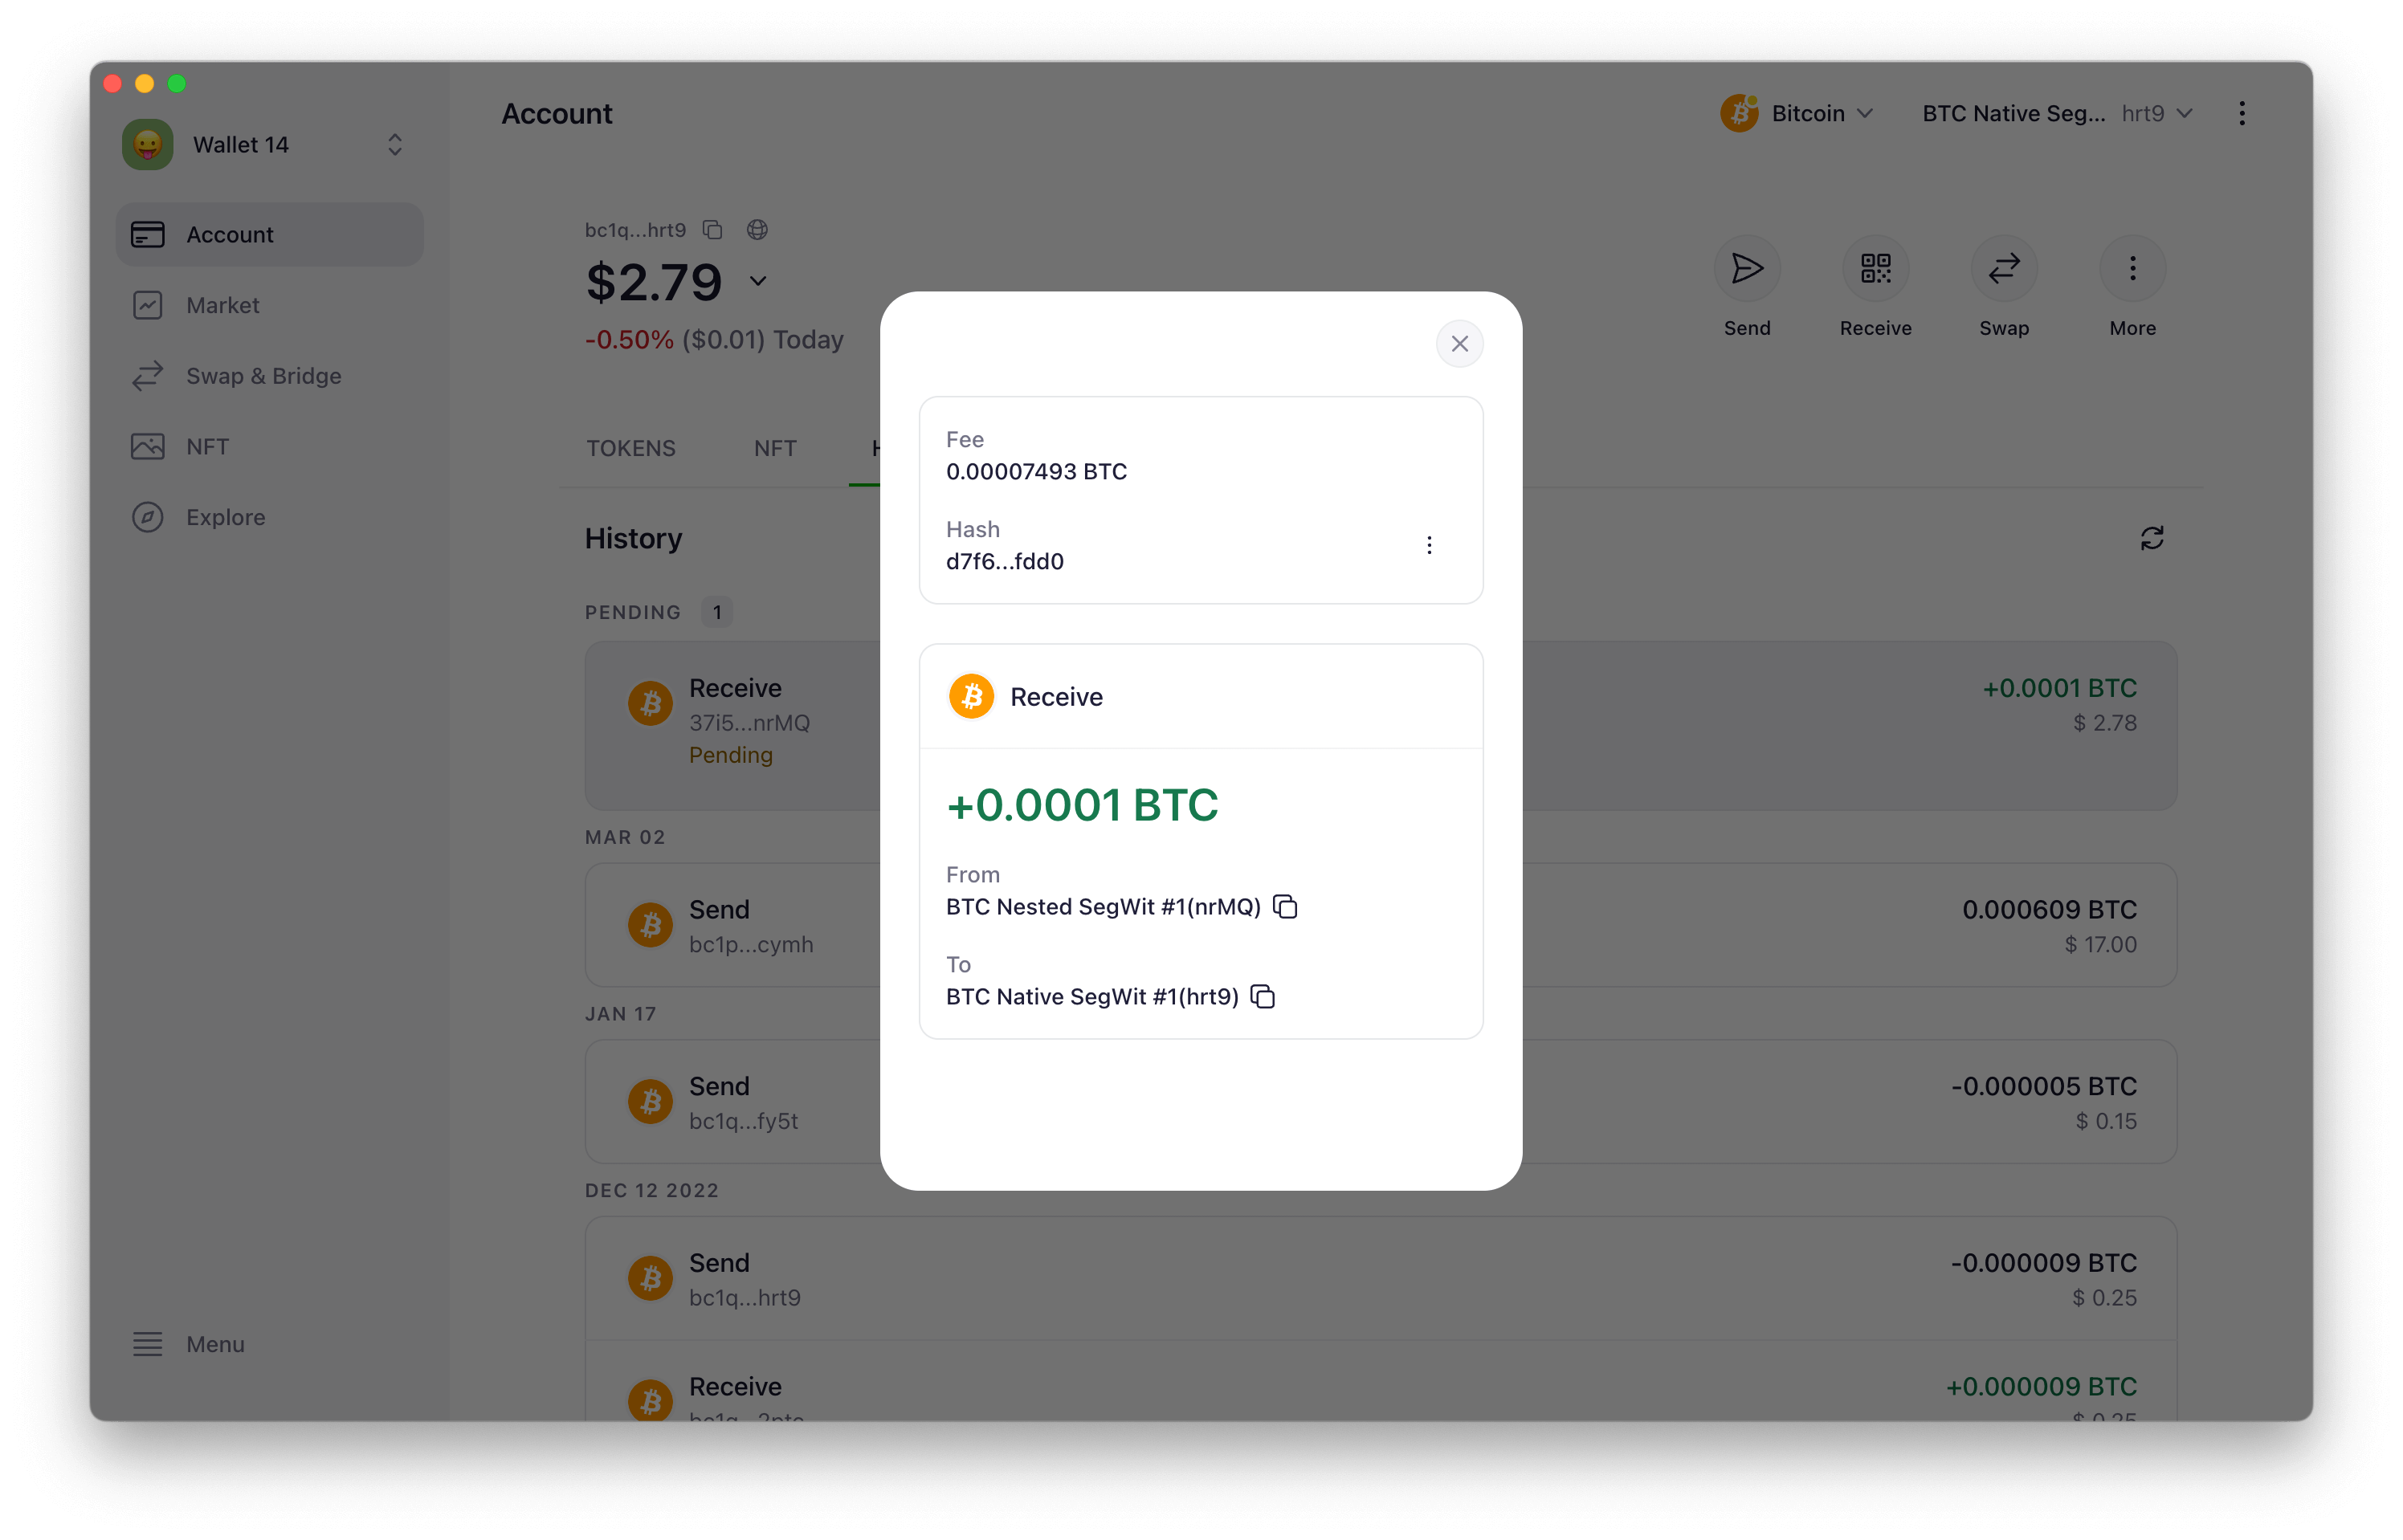 Account
Bitcoin
BTC Native Seg... hrt9
Wallet 14
Account
Market
Swap & Bridge
NFT
Explore
Menu
bc1q...hrt9
$2.79
-0.50% ($0.01) Today
Send
Receive
Swap
More
TOKENS
NFT
History
PENDING 1
Receive
37i5...nrMQ
Pending
+0.0001 BTC
$ 2.78
MAR 02
Send
bc1p...cymh
0.000609 BTC
$ 17.00
JAN 17
Send
bc1q...fy5t
-0.000005 BTC
$ 0.15
DEC 12 2022
Send
bc1q...hrt9
-0.000009 BTC
$ 0.25
Receive
+0.000009 BTC
$ 0.25
Fee
0.00007493 BTC
Hash
d7f6...fdd0
Receive
+0.0001 BTC
From
BTC Nested SegWit #1(nrMQ)
To
BTC Native SegWit #1(hrt9)